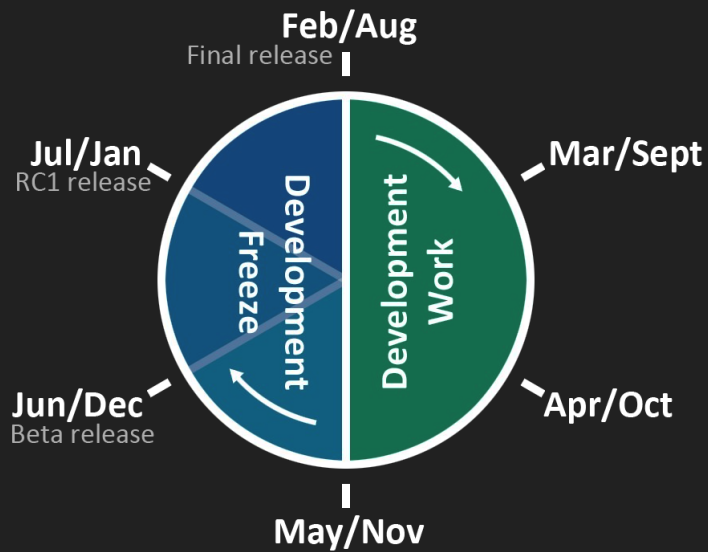 Feb/Aug
Final release
Mar/Sept
Apr/Oct
May/Nov
Jun/Dec
Beta release
Jul/Jan
RC1 release
Development
Work
Development
Freeze